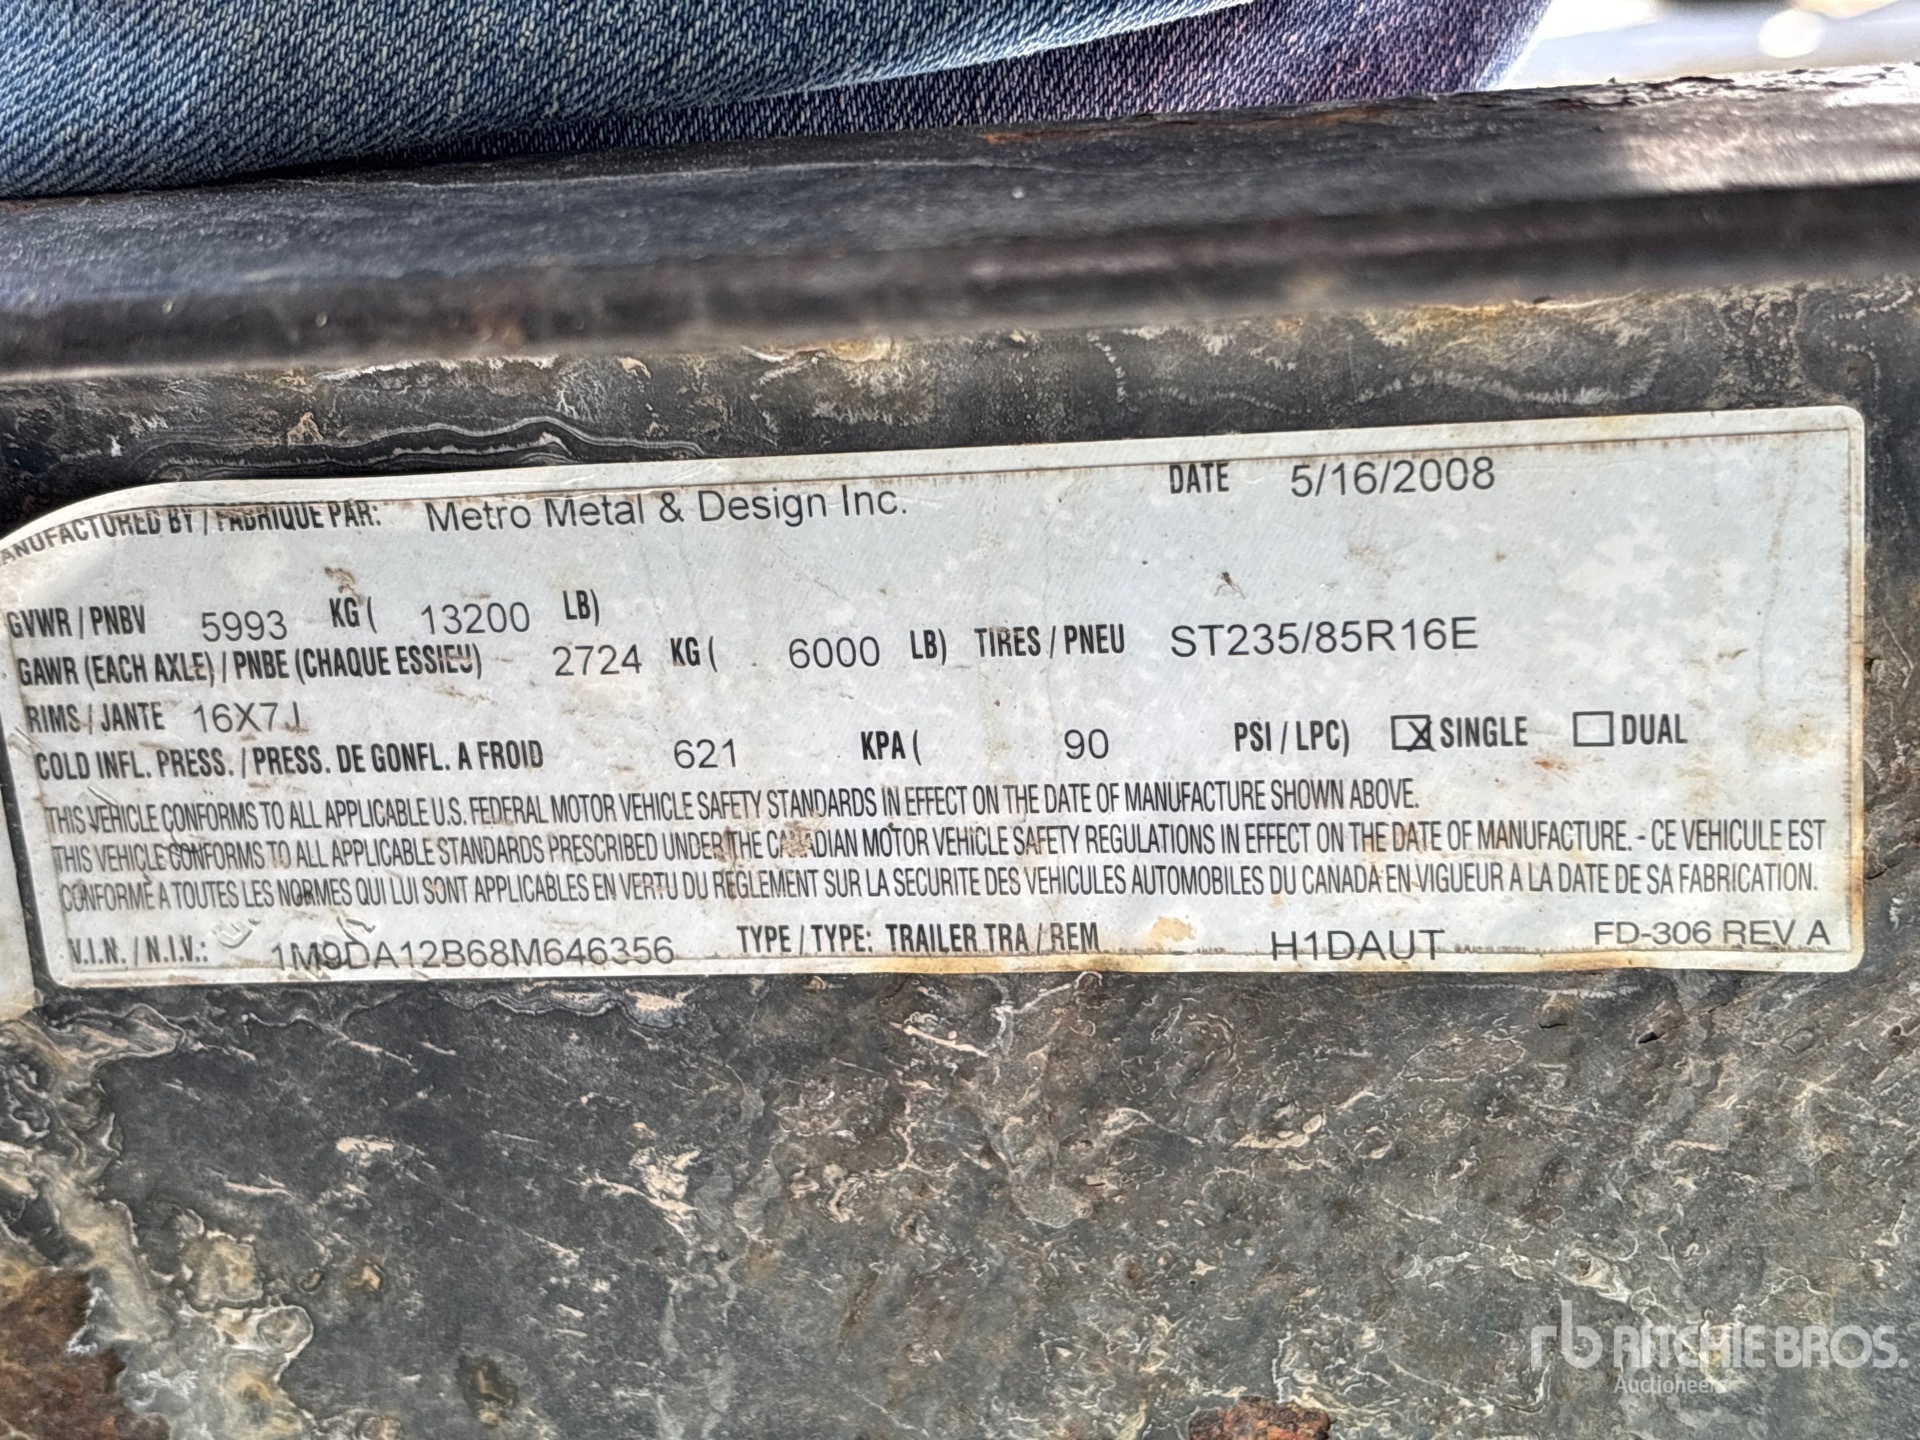 ANUFACTURED BY / FABRIQUE PAR: Metro Metal & Design Inc. DATE 5/16/2008
GVWR / PNBV 5993 KG ( 13200 LB)
GAWR (EACH AXLE) / PNBE (CHAQUE ESSIEU) 2724 KG ( 6000 LB) TIRES / PNEU ST235/85R16E
RIMS / JANTE 16X7J
COLD INFL. PRESS. / PRESS. DE GONFL. A FROID 621 KPA ( 90 PSI / LPC) ☒ SINGLE ☐ DUAL
THIS VEHICLE CONFORMS TO ALL APPLICABLE U.S. FEDERAL MOTOR VEHICLE SAFETY STANDARDS IN EFFECT ON THE DATE OF MANUFACTURE SHOWN ABOVE.
THIS VEHICLE CONFORMS TO ALL APPLICABLE STANDARDS PRESCRIBED UNDER THE CANADIAN MOTOR VEHICLE SAFETY REGULATIONS IN EFFECT ON THE DATE OF MANUFACTURE. - CE VEHICULE EST
CONFORME A TOUTES LES NORMES QUI LUI SONT APPLICABLES EN VERTU DU REGLEMENT SUR LA SECURITE DES VEHICULES AUTOMOBILES DU CANADA EN VIGUEUR A LA DATE DE SA FABRICATION.
V.I.N. / N.I.V.: 1M9DA12B68M646356 TYPE / TYPE: TRAILER TRA / REM H1DAUT FD-306 REV A
rb RITCHIE BROS.
Auctioneers